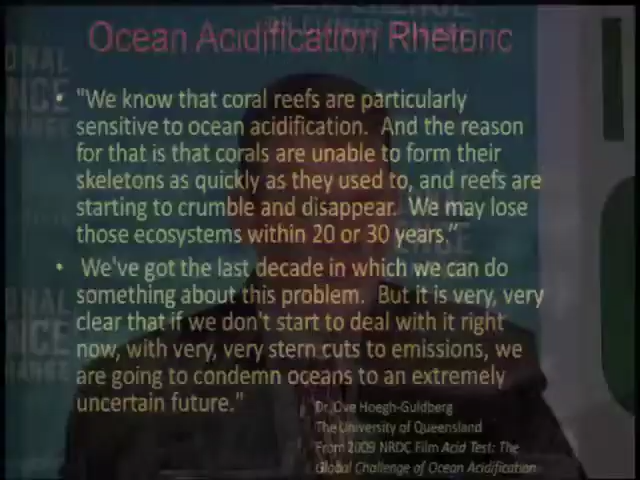 Ocean Acidification Rhetoric
• "We know that coral reefs are particularly
sensitive to ocean acidification. And the reason
for that is that corals are unable to form their
skeletons as quickly as they used to, and reefs are
starting to crumble and disappear. We may lose
those ecosystems within 20 or 30 years.”
• We've got the last decade in which we can do
something about this problem. But it is very, very
clear that if we don't start to deal with it right
now, with very, very stern cuts to emissions, we
are going to condemn oceans to an extremely
uncertain future."
Dr. Ove Hoegh-Guldberg
The University of Queensland
From 2009 NRDC Film Acid Test: The
Global Challenge of Ocean Acidification